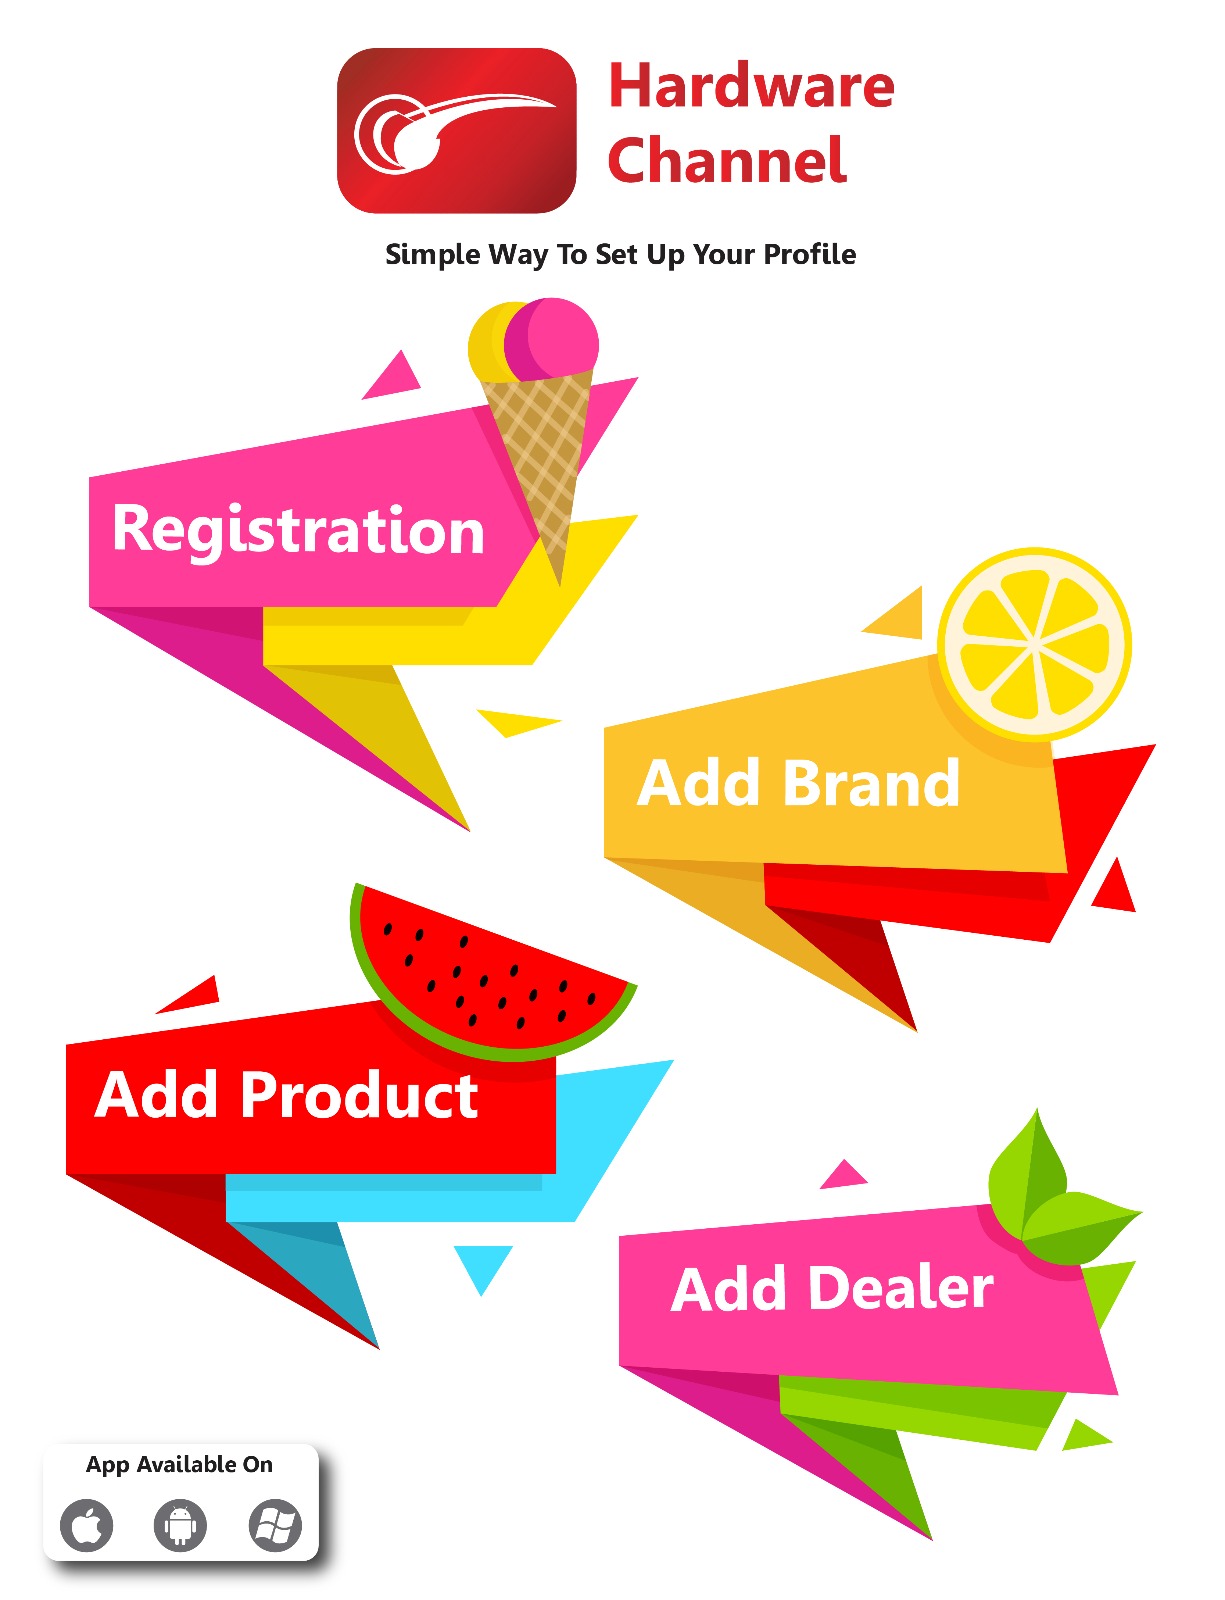 Hardware
Channel
Simple Way To Set Up Your Profile
Registration
Add Brand
Add Product
Add Dealer
App Available On